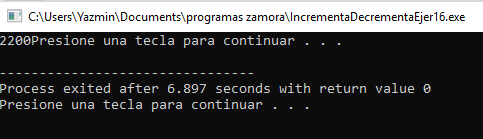 C:\Users\Yazmin\Documents\programas zamora\IncrementaDecrementaEjer16.exe
2200Presione una tecla para continuar . . .
--------------------------------
Process exited after 6.897 seconds with return value 0
Presione una tecla para continuar . . .